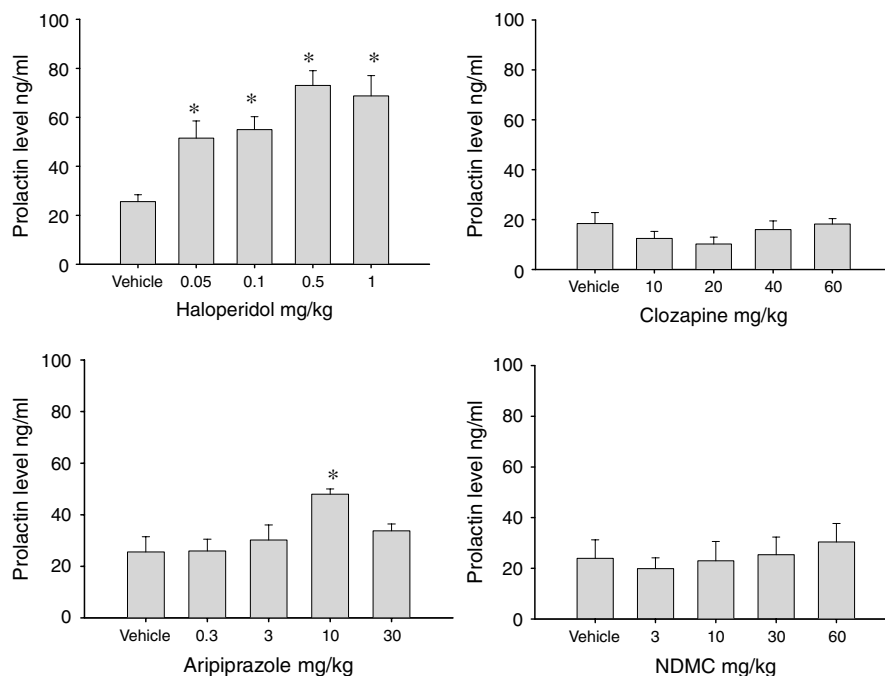 100
80
60
40
20
0
Prolactin level ng/ml
*
*
*
*
Vehicle 0.05 0.1 0.5 1
Haloperidol mg/kg
100
80
60
40
20
0
Prolactin level ng/ml
Vehicle 10 20 40 60
Clozapine mg/kg
100
80
60
40
20
0
Prolactin level ng/ml
*
Vehicle 0.3 3 10 30
Aripiprazole mg/kg
100
80
60
40
20
0
Prolactin level ng/ml
Vehicle 3 10 30 60
NDMC mg/kg